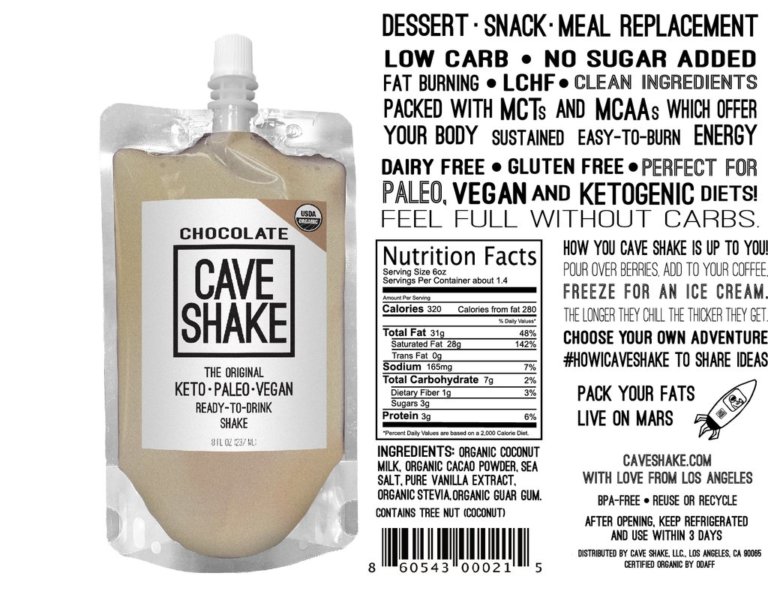 USDA
ORGANIC
CHOCOLATE
CAVE
SHAKE
THE ORIGINAL
KETO • PALEO • VEGAN
READY-TO-DRINK
SHAKE
8 FL OZ (237 ML)
DESSERT · SNACK · MEAL REPLACEMENT
LOW CARB • NO SUGAR ADDED
FAT BURNING • LCHF • CLEAN INGREDIENTS
PACKED WITH MCTs AND MCAAs WHICH OFFER
YOUR BODY SUSTAINED EASY-TO-BURN ENERGY
DAIRY FREE • GLUTEN FREE • PERFECT FOR
PALEO, VEGAN AND KETOGENIC DIETS!
FEEL FULL WITHOUT CARBS.
Nutrition Facts
Serving Size 6oz
Servings Per Container about 1.4
Amount Per Serving
Calories 320 Calories from fat 280
% Daily Values*
Total Fat 31g 48%
Saturated Fat 28g 142%
Trans Fat 0g
Sodium 165mg 7%
Total Carbohydrate 7g 2%
Dietary Fiber 1g 3%
Sugars 3g
Protein 3g 6%
*Percent Daily Values are based on a 2,000 Calorie Diet.
INGREDIENTS: ORGANIC COCONUT
MILK, ORGANIC CACAO POWDER, SEA
SALT, PURE VANILLA EXTRACT,
ORGANIC STEVIA, ORGANIC GUAR GUM.
CONTAINS TREE NUT (COCONUT)
8 60543 00021 5
HOW YOU CAVE SHAKE IS UP TO YOU!
POUR OVER BERRIES, ADD TO YOUR COFFEE,
FREEZE FOR AN ICE CREAM.
THE LONGER THEY CHILL THE THICKER THEY GET.
CHOOSE YOUR OWN ADVENTURE
#HOWICAVESHAKE TO SHARE IDEAS
PACK YOUR FATS
LIVE ON MARS
CAVESHAKE.COM
WITH LOVE FROM LOS ANGELES
BPA-FREE • REUSE OR RECYCLE
AFTER OPENING, KEEP REFRIGERATED
AND USE WITHIN 3 DAYS
DISTRIBUTED BY CAVE SHAKE, LLC., LOS ANGELES, CA 90065
CERTIFIED ORGANIC BY ODAFF